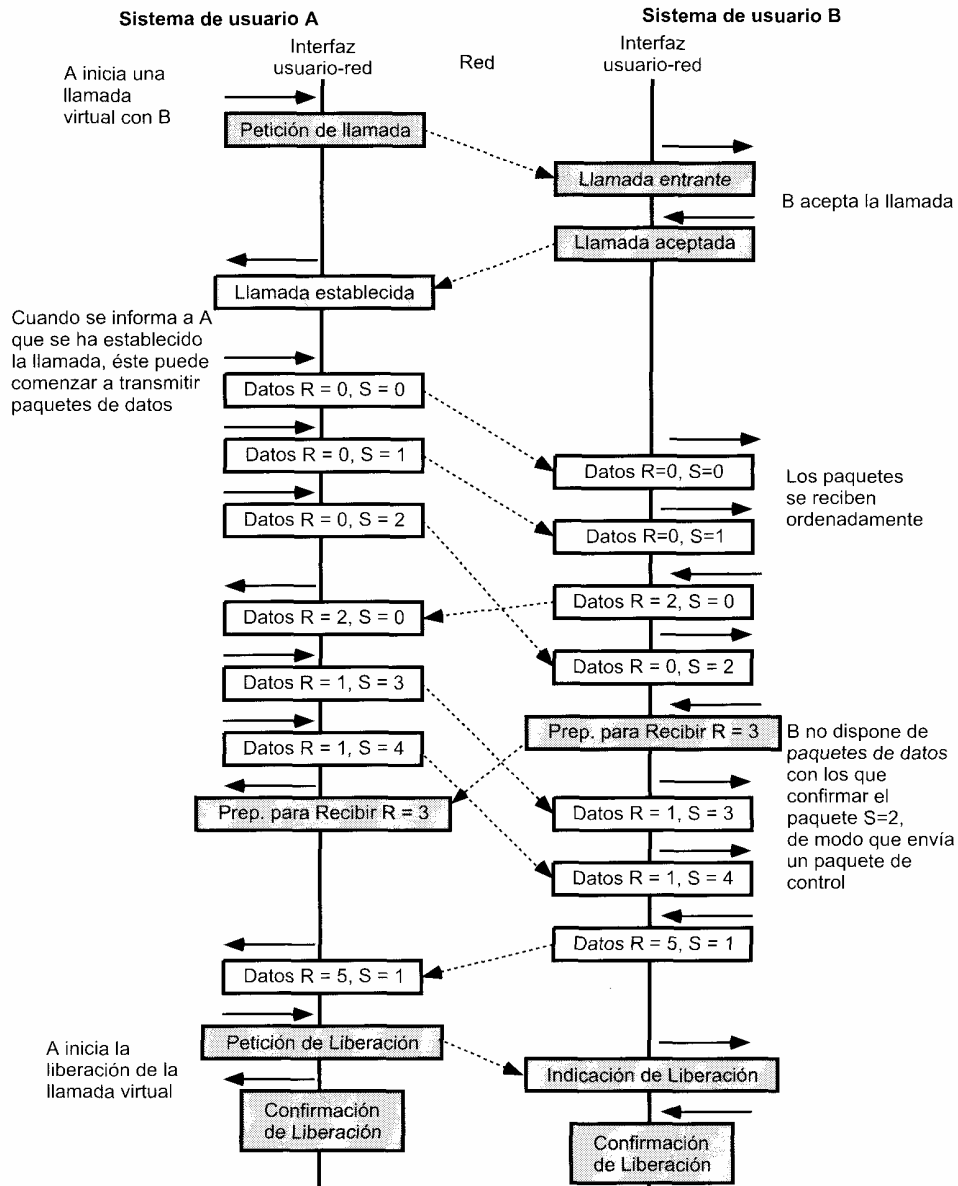 Sistema de usuario A
Sistema de usuario B
Interfaz
usuario-red
Red
Interfaz
usuario-red
A inicia una
llamada
virtual con B
Petición de llamada
Llamada entrante
B acepta la llamada
Llamada aceptada
Llamada establecida
Cuando se informa a A
que se ha establecido
la llamada, éste puede
comenzar a transmitir
paquetes de datos
Datos R = 0, S = 0
Datos R = 0, S = 1
Datos R=0, S=0
Los paquetes
se reciben
ordenadamente
Datos R = 0, S = 2
Datos R=0, S=1
Datos R = 2, S = 0
Datos R = 2, S = 0
Datos R = 0, S = 2
Datos R = 1, S = 3
Prep. para Recibir R = 3
B no dispone de
paquetes de datos
con los que
confirmar el
paquete S=2,
de modo que envía
un paquete de
control
Datos R = 1, S = 4
Prep. para Recibir R = 3
Datos R = 1, S = 3
Datos R = 1, S = 4
Datos R = 5, S = 1
Datos R = 5, S = 1
A inicia la
liberación de la
llamada virtual
Petición de Liberación
Indicación de Liberación
Confirmación
de Liberación
Confirmación
de Liberación